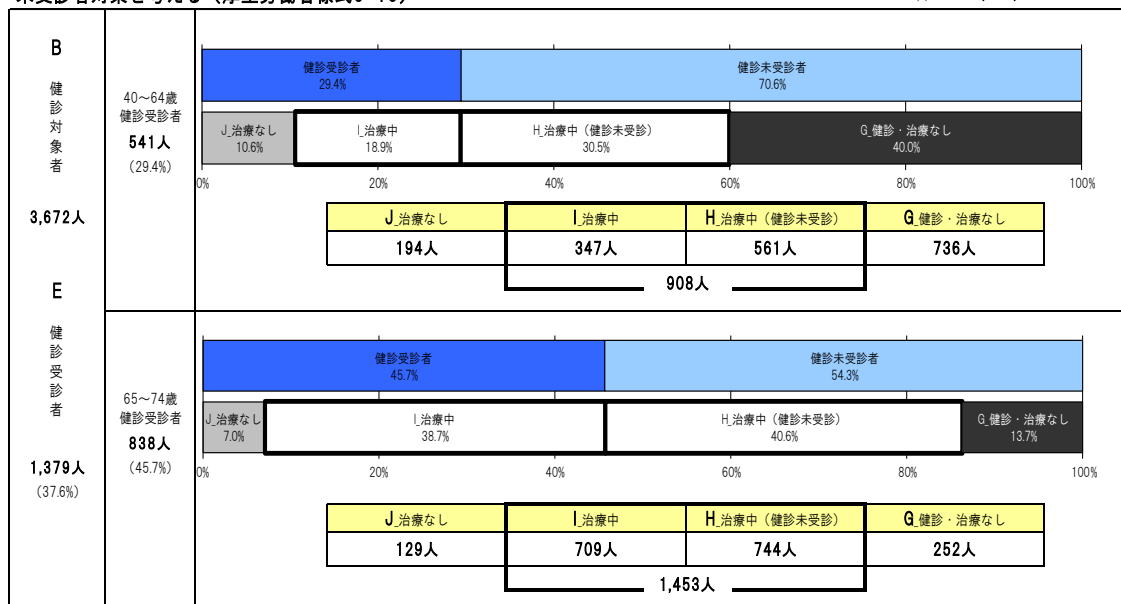 B
健
診
対
象
者
3,672人
E
健
診
受
診
者
1,379人
(37.6%)
40～64歳
健診受診者
541人
(29.4%)
健診受診者
29.4%
健診未受診者
70.6%
J_治療なし
10.6%
I_治療中
18.9%
H_治療中（健診未受診）
30.5%
G_健診・治療なし
40.0%
0% 20% 40% 60% 80% 100%
J_治療なし I_治療中 H_治療中（健診未受診） G_健診・治療なし
194人 347人 561人 736人
908人
65～74歳
健診受診者
838人
(45.7%)
健診受診者
45.7%
健診未受診者
54.3%
J_治療なし
7.0%
I_治療中
38.7%
H_治療中（健診未受診）
40.6%
G_健診・治療なし
13.7%
0% 20% 40% 60% 80% 100%
J_治療なし I_治療中 H_治療中（健診未受診） G_健診・治療なし
129人 709人 744人 252人
1,453人